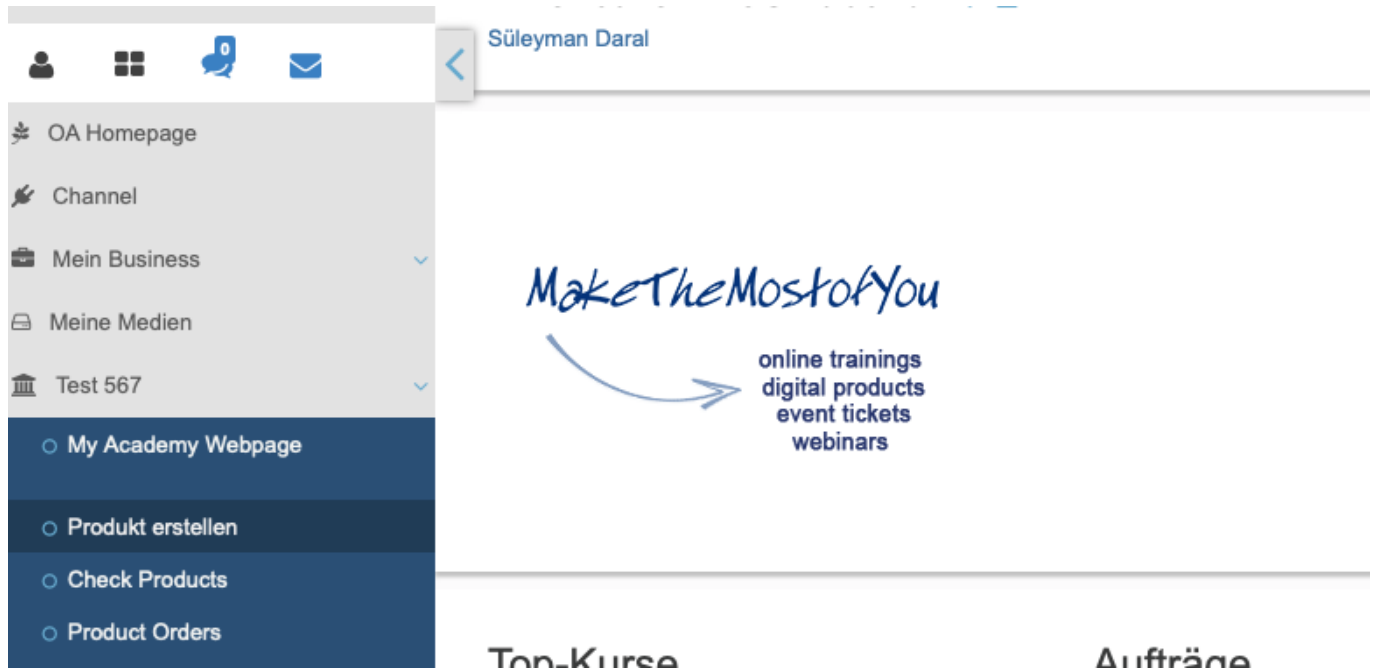 0
Süleyman Daral
OA Homepage
Channel
Mein Business
Meine Medien
Test 567
My Academy Webpage
Produkt erstellen
Check Products
Product Orders
MakeTheMostofYou
online trainings
digital products
event tickets
webinars
Top-Kurse
Aufträge